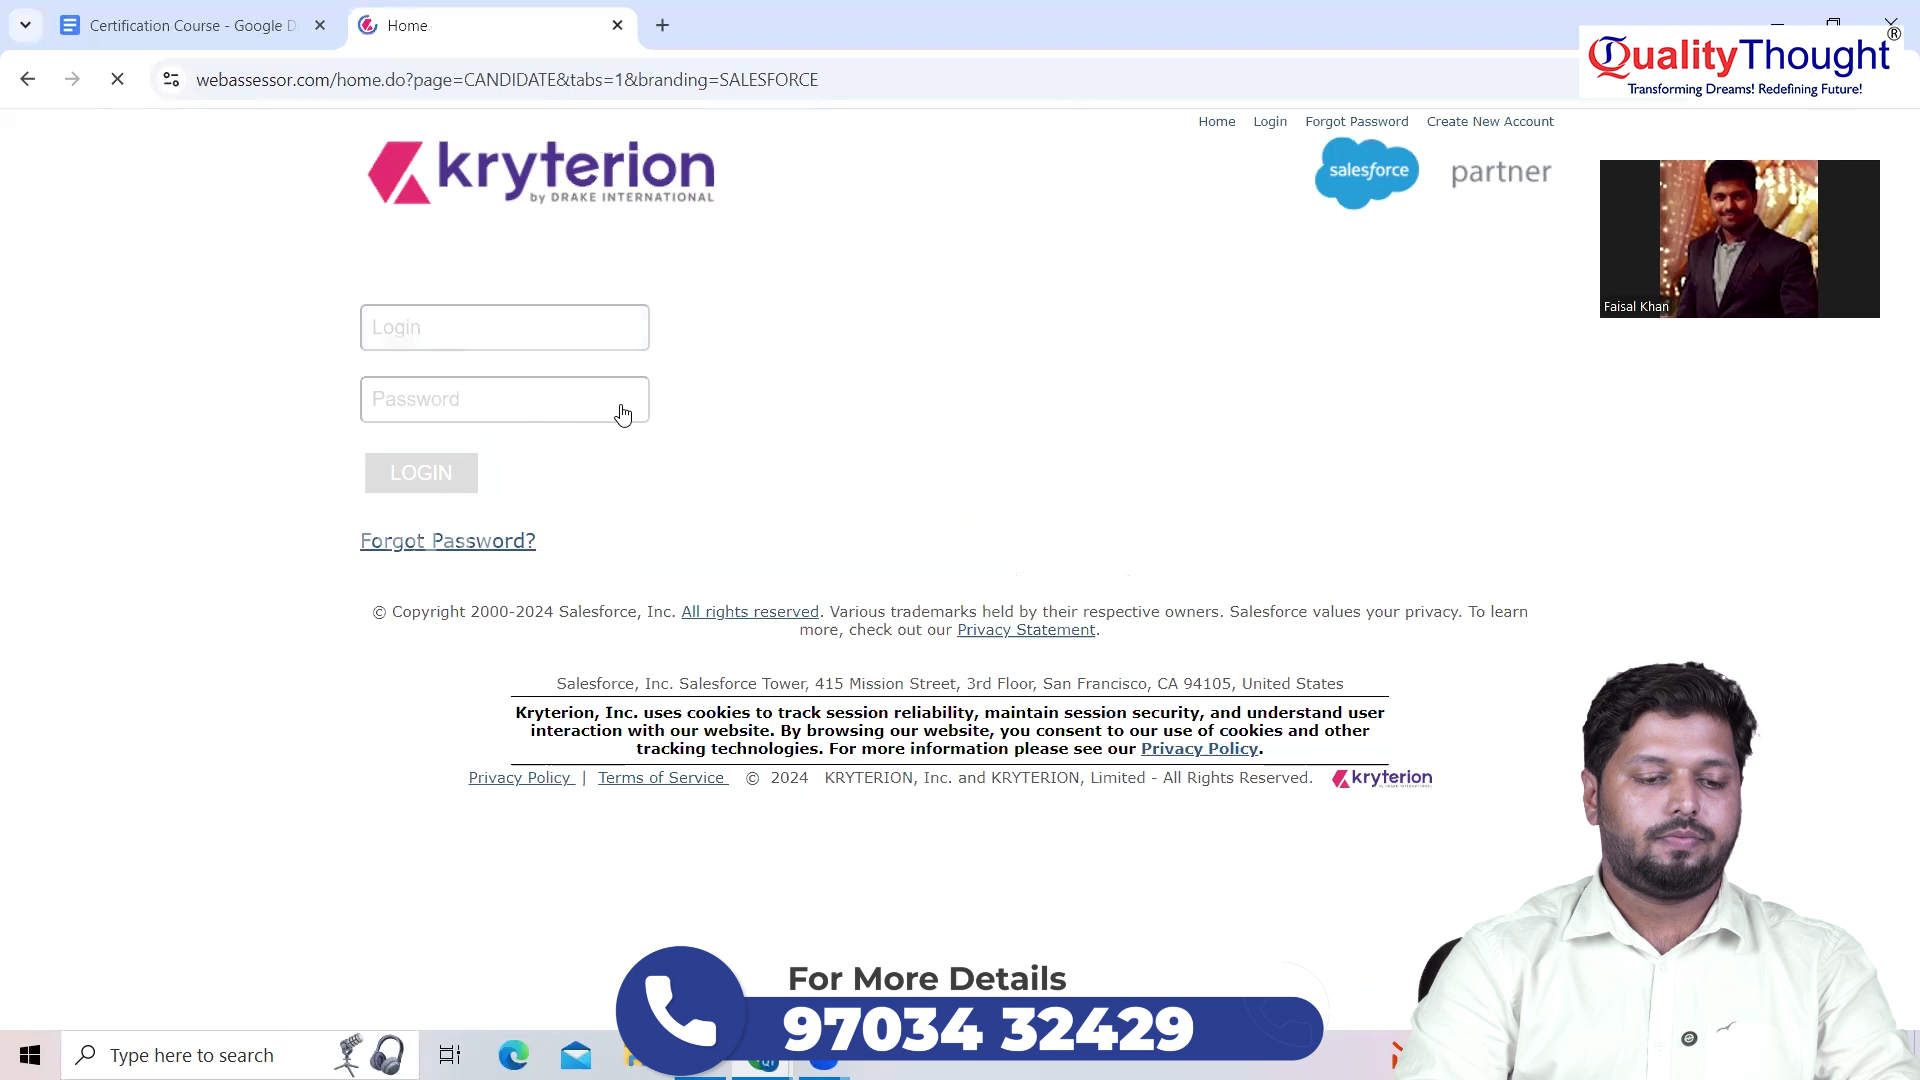 Certification Course - Google D
Home
webassessor.com/home.do?page=CANDIDATE&tabs=1&branding=SALESFORCE
QualityThought®
Transforming Dreams! Redefining Future!
Home Login Forgot Password Create New Account
kryterion
by DRAKE INTERNATIONAL
salesforce
partner
Faisal Khan
Login
Password
LOGIN
Forgot Password?
© Copyright 2000-2024 Salesforce, Inc. All rights reserved. Various trademarks held by their respective owners. Salesforce values your privacy. To learn
more, check out our Privacy Statement.
Salesforce, Inc. Salesforce Tower, 415 Mission Street, 3rd Floor, San Francisco, CA 94105, United States
Kryterion, Inc. uses cookies to track session reliability, maintain session security, and understand user
interaction with our website. By browsing our website, you consent to our use of cookies and other
tracking technologies. For more information please see our Privacy Policy.
Privacy Policy | Terms of Service © 2024 KRYTERION, Inc. and KRYTERION, Limited - All Rights Reserved. kryterion
For More Details
97034 32429
Type here to search